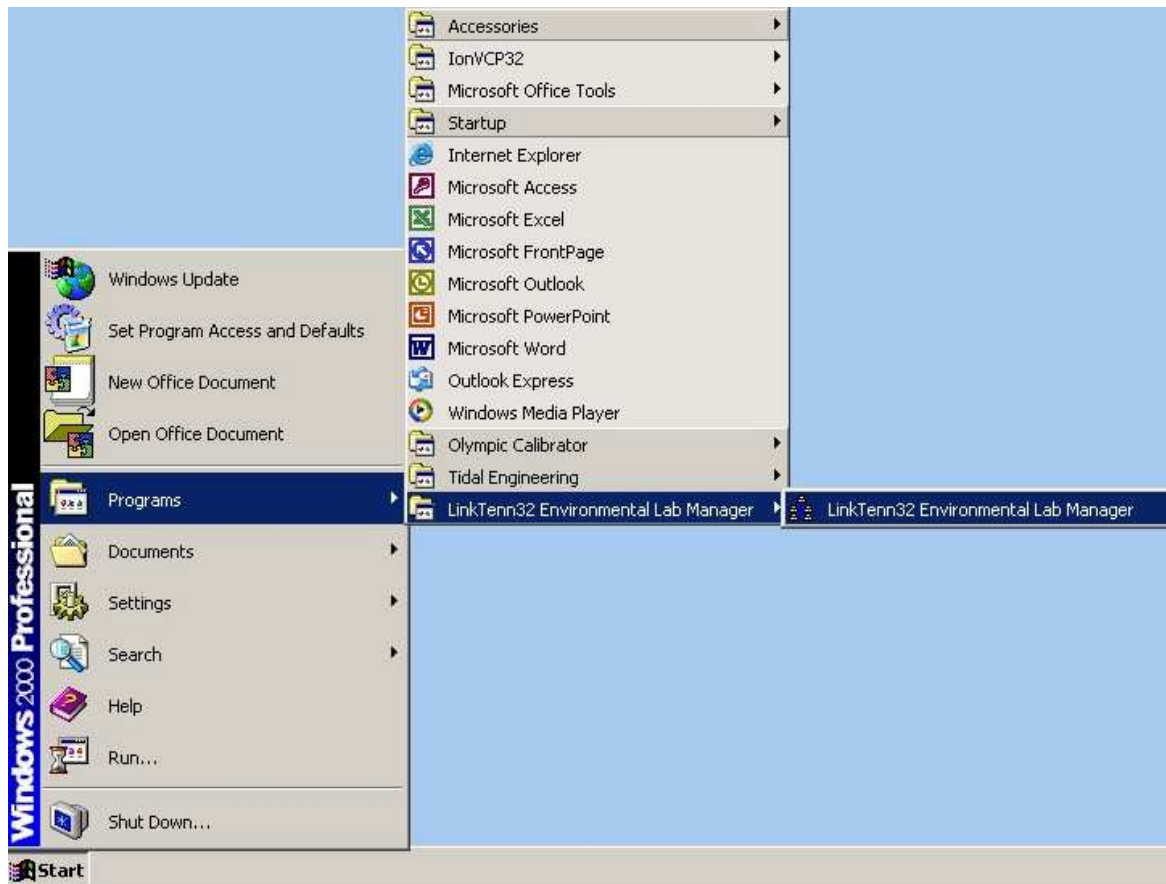 Accessories
IonVCP32
Microsoft Office Tools
Startup
Internet Explorer
Microsoft Access
Microsoft Excel
Microsoft FrontPage
Microsoft Outlook
Microsoft PowerPoint
Microsoft Word
Outlook Express
Windows Media Player
Olympic Calibrator
Tidal Engineering
LinkTenn32 Environmental Lab Manager
LinkTenn32 Environmental Lab Manager
Windows Update
Set Program Access and Defaults
New Office Document
Open Office Document
Programs
Documents
Settings
Search
Help
Run...
Shut Down...
Windows 2000 Professional
Start